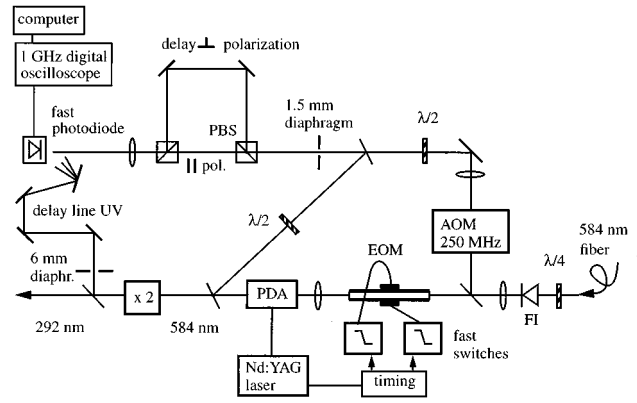 computer
1 GHz digital
oscilloscope
delay ⊥ polarization
fast
photodiode
PBS
1.5 mm
diaphragm
λ/2
|| pol.
delay line UV
λ/2
AOM
250 MHz
584 nm
fiber
6 mm
diaphr.
EOM
λ/4
x 2
PDA
FI
292 nm
584 nm
fast
switches
Nd:YAG
laser
timing